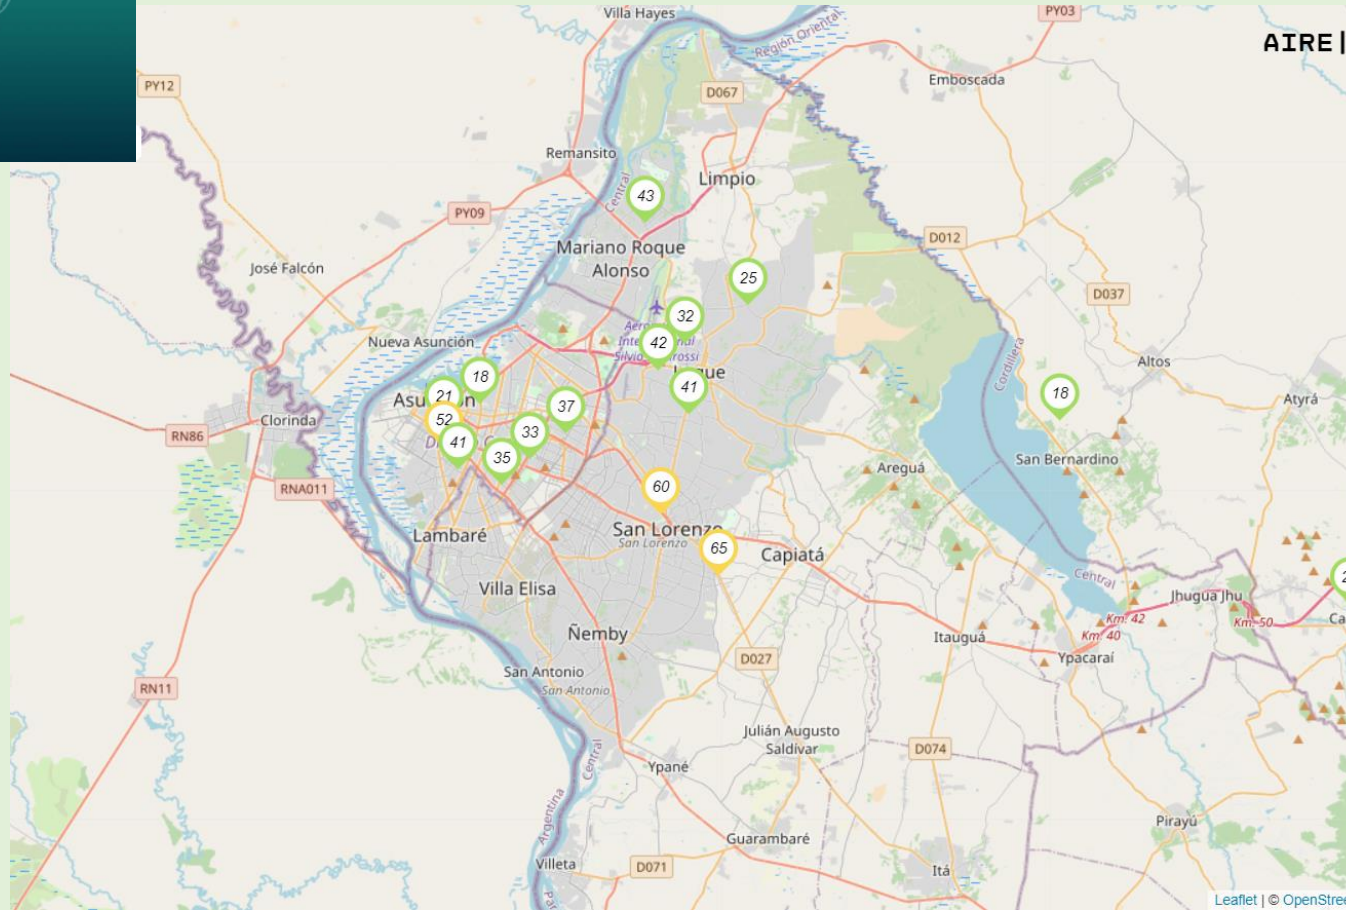 Villa Hayes
PY03
Región Oriental
AIRE|
PY12
D067
Emboscada
Remansito
Central
Limpio
43
PY09
Mariano Roque
Alonso
D012
José Falcón
25
D037
32
42
Nueva Asunción
Cordillera
Altos
18
41
21
37
18
Atyrá
52
33
Clorinda
41
RN86
35
Areguá
San Bernardino
RNA011
60
Lambaré
San Lorenzo
San Lorenzo
65
Capiatá
Villa Elisa
Central
Jhugua Jhu
2
Km. 42
Km. 50
Ca
Ñemby
Itauguá
Km. 40
Ypacaraí
D027
San Antonio
San Antonio
RN11
Julián Augusto
Saldívar
D074
Central
Ypané
Argentina
Pirayú
Guarambaré
Villeta
D071
Itá
Par
Leaflet | © OpenStree